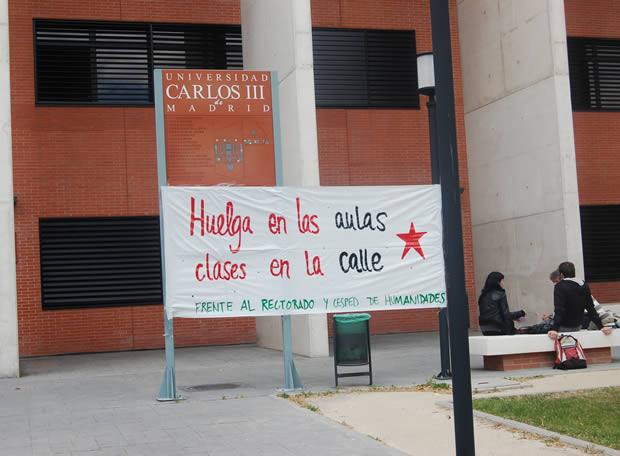 UNIVERSIDAD
CARLOS III
de
MADRID
Huelga en las aulas
clases en la calle
FRENTE AL RECTORADO Y CESPED DE HUMANIDADES